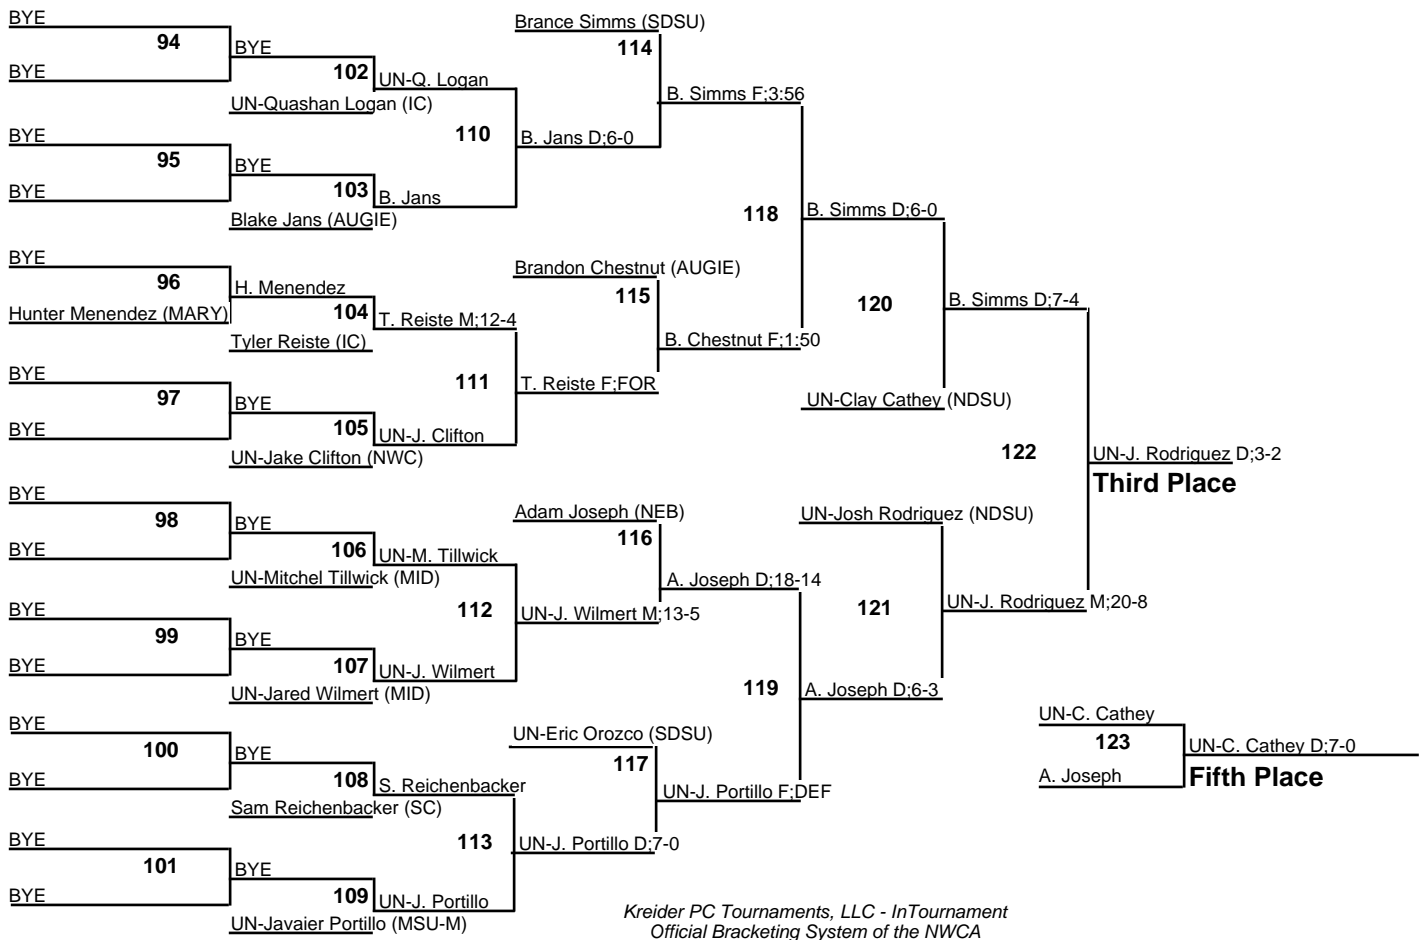 BYE
94
BYE
BYE
102
UN-Q. Logan
UN-Quashan Logan (IC)
110
B. Jans D;6-0
BYE
95
BYE
BYE
103
B. Jans
Blake Jans (AUGIE)
Brance Simms (SDSU)
114
B. Simms F;3:56
BYE
96
H. Menendez
Hunter Menendez (MARY)
104
T. Reiste M;12-4
Tyler Reiste (IC)
111
T. Reiste F;FOR
BYE
97
BYE
BYE
105
UN-J. Clifton
UN-Jake Clifton (NWC)
Brandon Chestnut (AUGIE)
115
B. Chestnut F;1:50
118
B. Simms D;6-0
120
B. Simms D;7-4
UN-Clay Cathey (NDSU)
122
UN-J. Rodriguez D;3-2
Third Place
BYE
98
BYE
BYE
106
UN-M. Tillwick
UN-Mitchel Tillwick (MID)
112
UN-J. Wilmert M;13-5
BYE
99
BYE
BYE
107
UN-J. Wilmert
UN-Jared Wilmert (MID)
Adam Joseph (NEB)
116
A. Joseph D;18-14
UN-Josh Rodriguez (NDSU)
121
UN-J. Rodriguez M;20-8
119
A. Joseph D;6-3
BYE
100
BYE
BYE
108
S. Reichenbacker
Sam Reichenbacker (SC)
113
UN-J. Portillo D;7-0
BYE
101
BYE
BYE
109
UN-J. Portillo
UN-Javaier Portillo (MSU-M)
UN-Eric Orozco (SDSU)
117
UN-J. Portillo F;DEF
UN-C. Cathey
123
UN-C. Cathey D;7-0
A. Joseph
Fifth Place
Kreider PC Tournaments, LLC - InTournament
Official Bracketing System of the NWCA